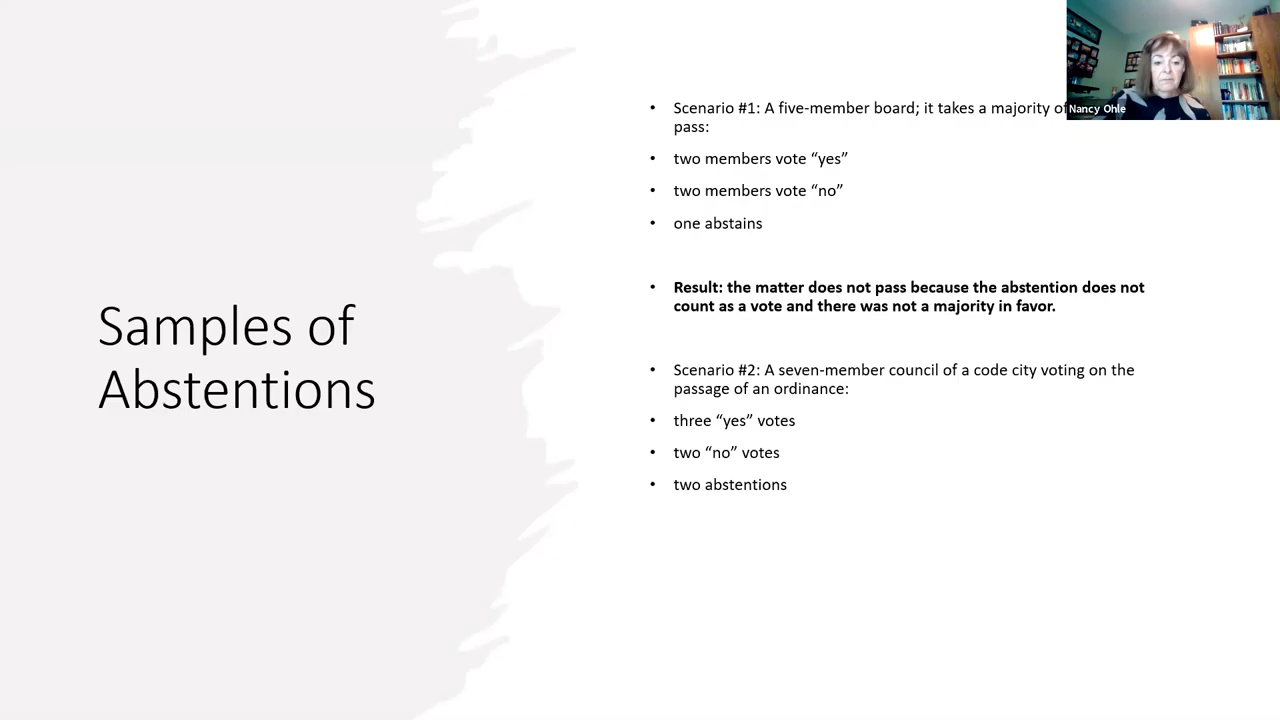 Samples of
Abstentions
• Scenario #1: A five-member board; it takes a majority of
pass:
• two members vote “yes”
• two members vote “no”
• one abstains
• Result: the matter does not pass because the abstention does not
count as a vote and there was not a majority in favor.
• Scenario #2: A seven-member council of a code city voting on the
passage of an ordinance:
• three “yes” votes
• two “no” votes
• two abstentions
Nancy Ohle